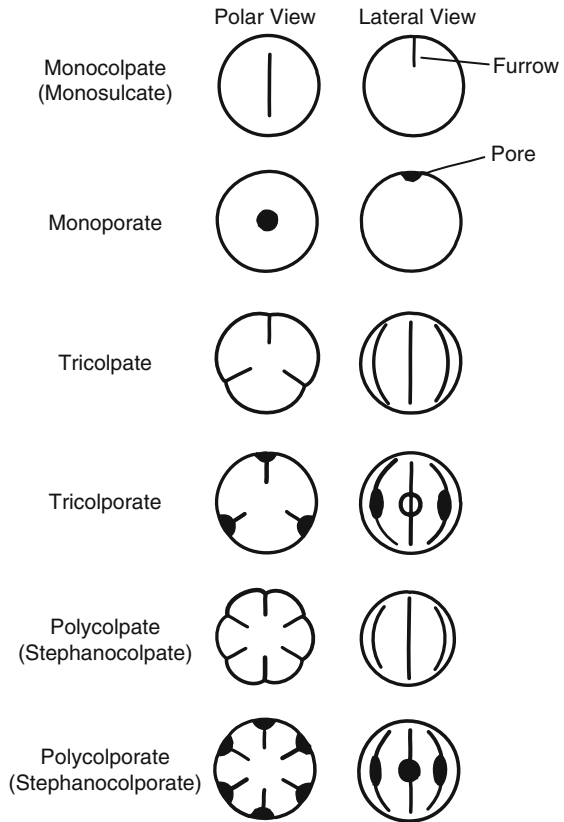 Polar View
Lateral View
Monocolpate
(Monosulcate)
Furrow
Pore
Monoporate
Tricolpate
Tricolporate
Polycolpate
(Stephanocolpate)
Polycolporate
(Stephanocolporate)